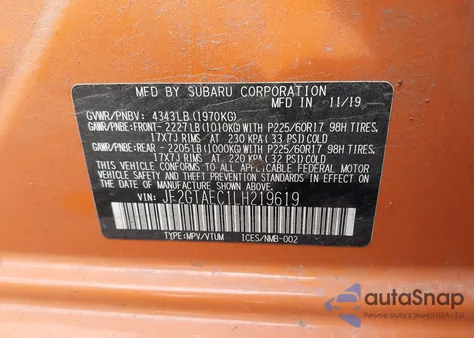 MFD BY SUBARU CORPORATION
MFD IN 11/19
GVWR/PNBV: 4343LB (1970KG)
GAWR/PNBE:FRONT- 2227LB (1010KG)WITH P225/60R17 98H TIRES,
17X7J RIMS AT 230 KPA(33 PSI)COLD
GAWR/PNBE:REAR - 2205LB (1000KG)WITH P225/60R17 98H TIRES,
17X7J RIMS AT 220 KPA(32 PSI)COLD
THIS VEHICLE CONFORMS TO ALL APPLICABLE FEDERAL MOTOR
VEHICLE SAFETY AND THEFT PREVENTION STANDARDS IN EFFECT
ON THE DATE OF MANUFACTURE SHOWN ABOVE.
VIN: JF2GTAEC1LH219619
TYPE:MPV/VTUM ICES/NMB-002
autoSnap
Pewne auto z USA - EU